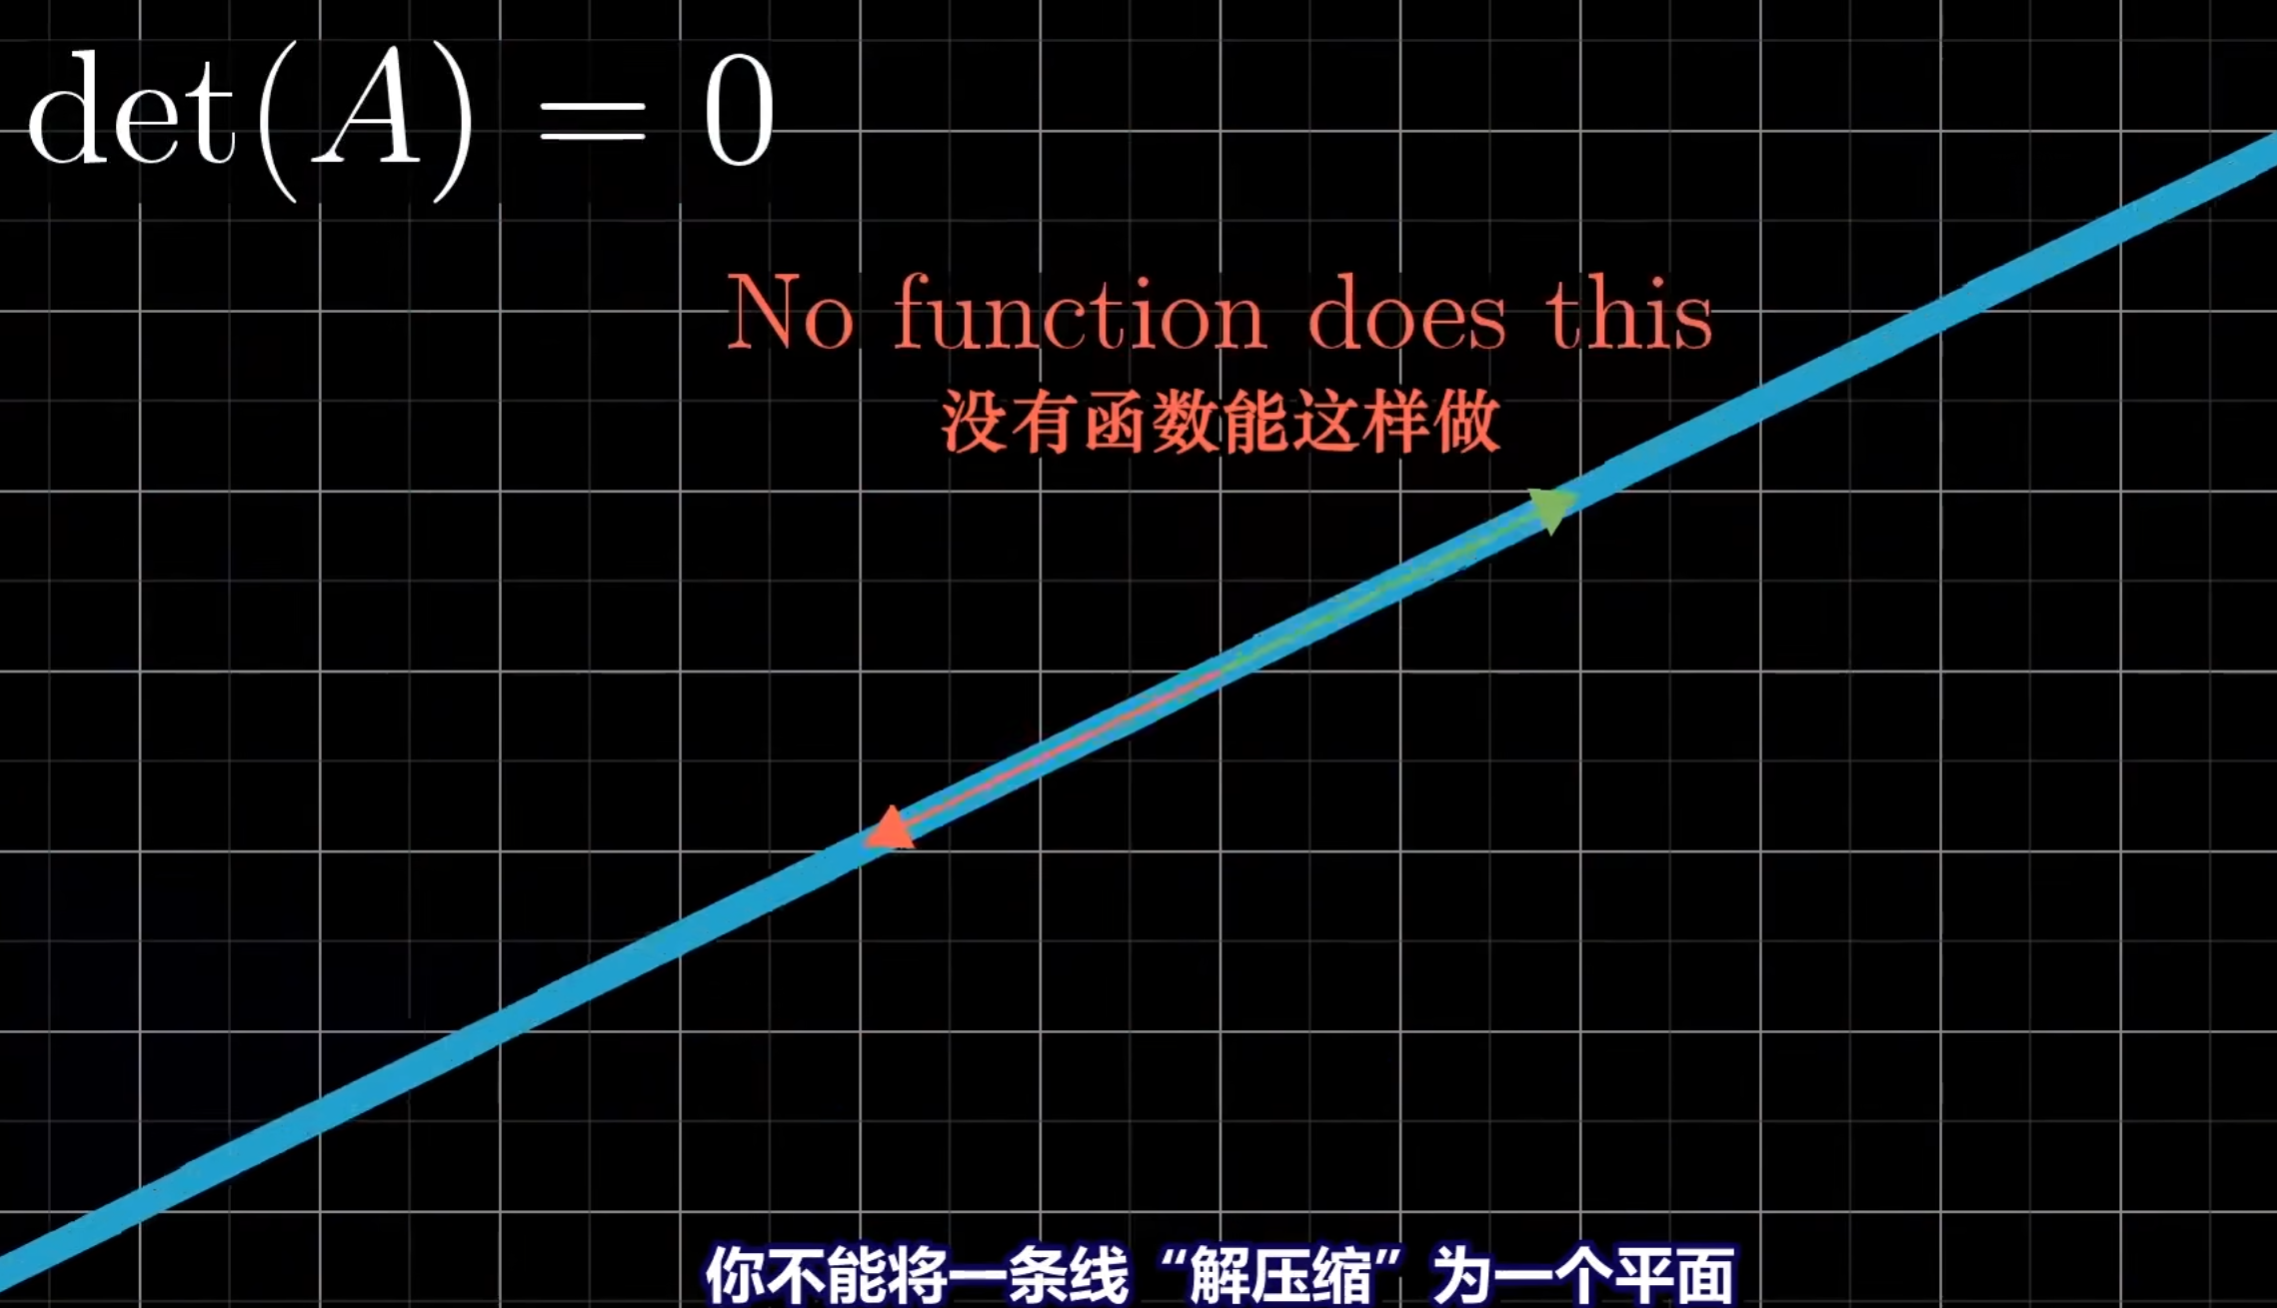 det(A) = 0
No function does this
没有函数能这样做
你不能将一条线“解压缩”为一个平面